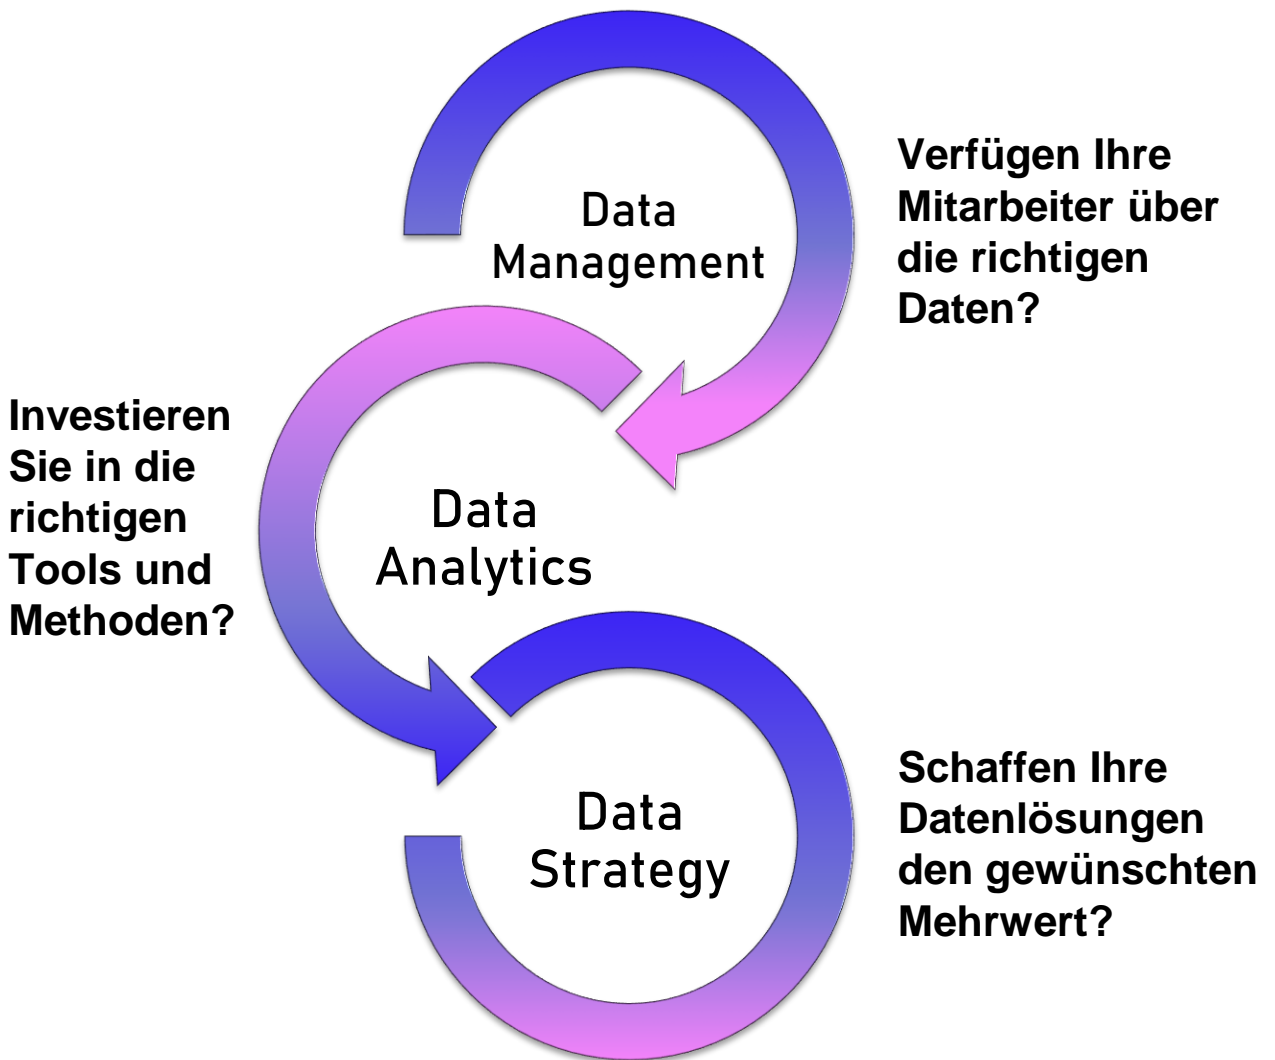 Data
Management
Verfügen Ihre
Mitarbeiter über
die richtigen
Daten?
Investieren
Sie in die
richtigen
Tools und
Methoden?
Data
Analytics
Data
Strategy
Schaffen Ihre
Datenlösungen
den gewünschten
Mehrwert?